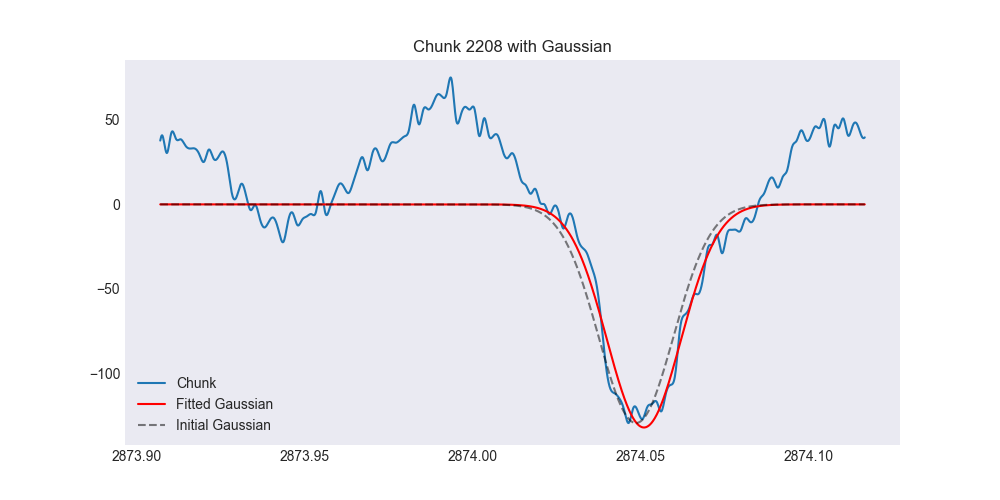 Chunk 2208 with Gaussian
50
0
−50
−100
Chunk
Fitted Gaussian
Initial Gaussian
2873.90 2873.95 2874.00 2874.05 2874.10